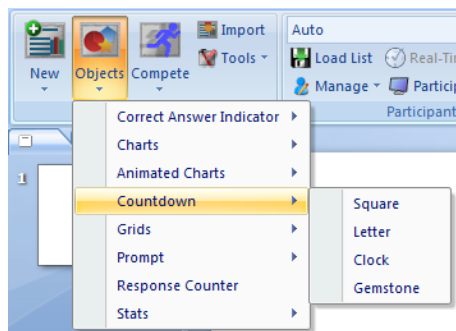 Import
Auto
Tools
Load List
Real-Ti
New
Objects
Compete
Manage
Particip
Participant
1
Correct Answer Indicator
Charts
Animated Charts
Countdown
Grids
Prompt
Response Counter
Stats
Square
Letter
Clock
Gemstone